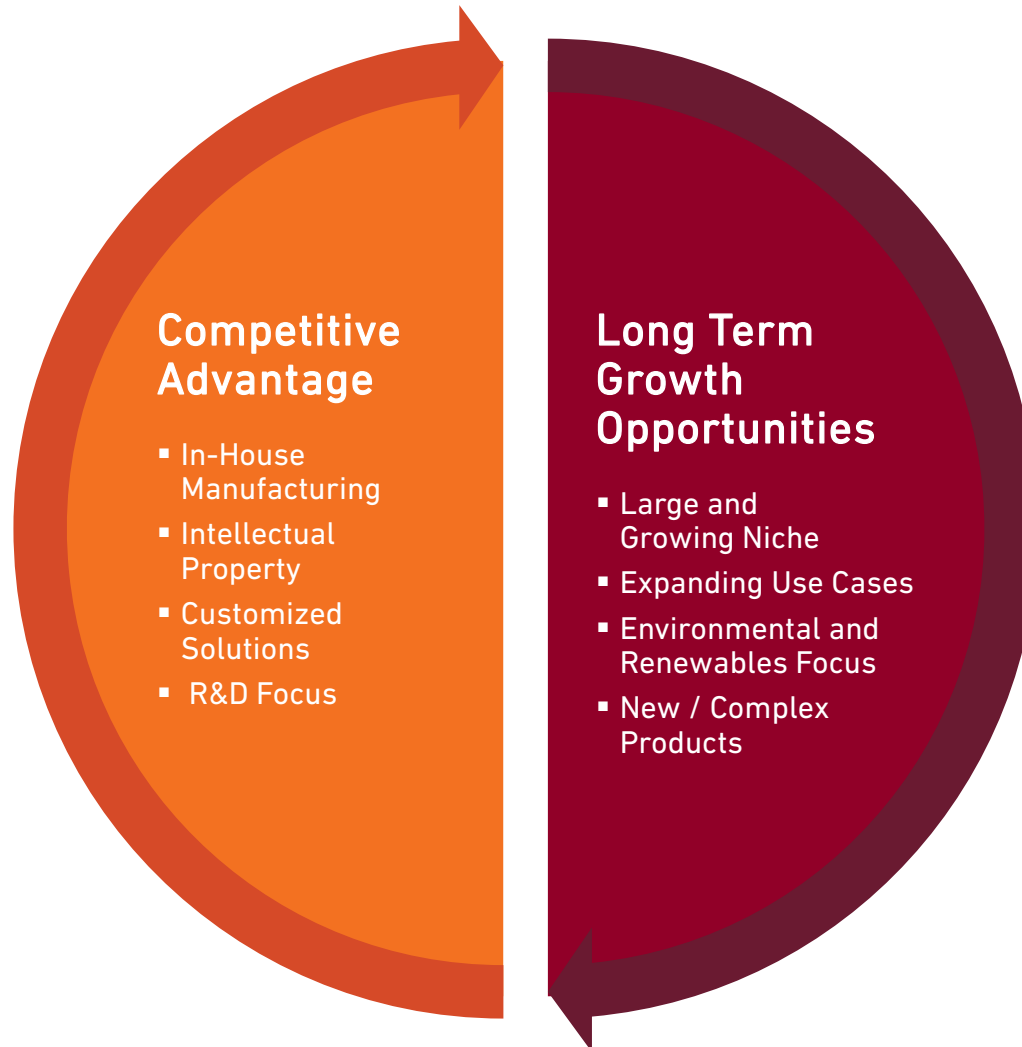 Competitive
Advantage
▪ In-House
Manufacturing
▪ Intellectual
Property
▪ Customized
Solutions
▪ R&D Focus
Long Term
Growth
Opportunities
▪ Large and
Growing Niche
▪ Expanding Use Cases
▪ Environmental and
Renewables Focus
▪ New / Complex
Products